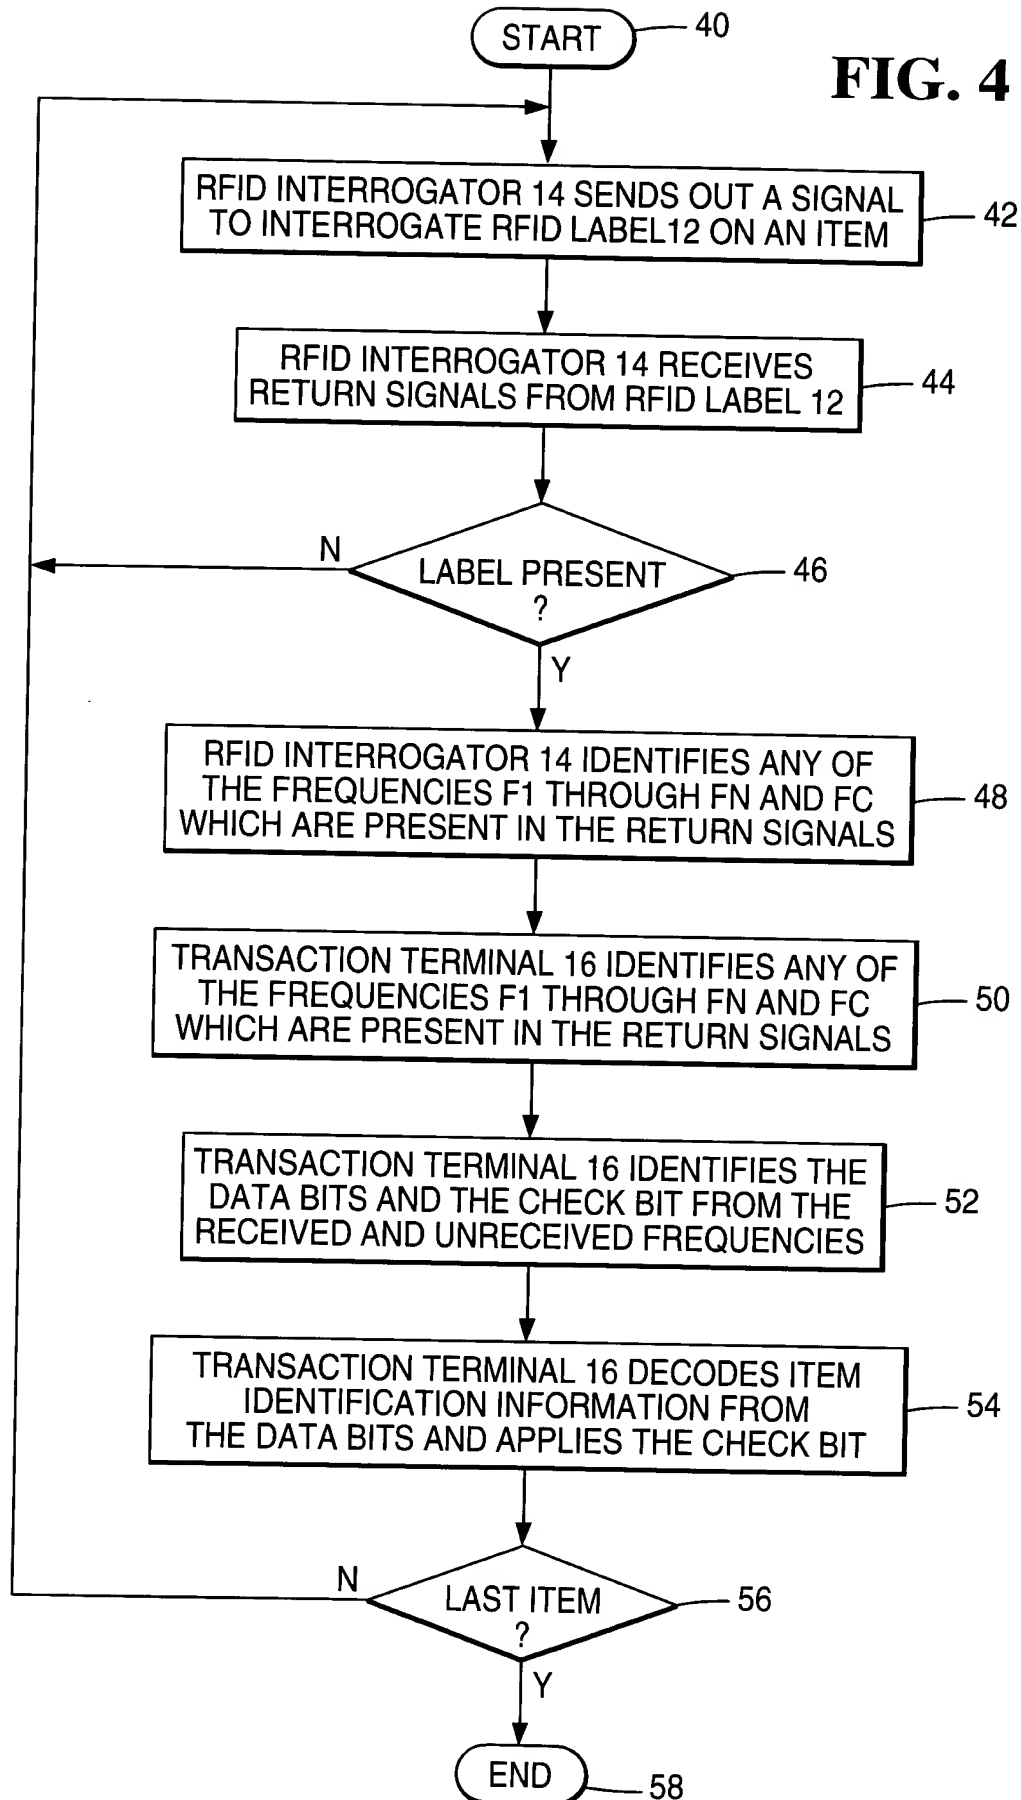 START
40
FIG. 4
RFID INTERROGATOR 14 SENDS OUT A SIGNAL
TO INTERROGATE RFID LABEL12 ON AN ITEM
42
RFID INTERROGATOR 14 RECEIVES
RETURN SIGNALS FROM RFID LABEL 12
44
N
LABEL PRESENT
?
46
Y
RFID INTERROGATOR 14 IDENTIFIES ANY OF
THE FREQUENCIES F1 THROUGH FN AND FC
WHICH ARE PRESENT IN THE RETURN SIGNALS
48
TRANSACTION TERMINAL 16 IDENTIFIES ANY OF
THE FREQUENCIES F1 THROUGH FN AND FC
WHICH ARE PRESENT IN THE RETURN SIGNALS
50
TRANSACTION TERMINAL 16 IDENTIFIES THE
DATA BITS AND THE CHECK BIT FROM THE
RECEIVED AND UNRECEIVED FREQUENCIES
52
TRANSACTION TERMINAL 16 DECODES ITEM
IDENTIFICATION INFORMATION FROM
THE DATA BITS AND APPLIES THE CHECK BIT
54
N
LAST ITEM
?
56
Y
END
58